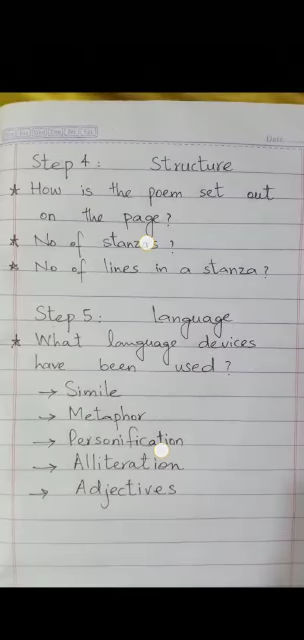 Date
Step 4: Structure
* How is the poem set out
on the page?
* No of stanzas?
* No of lines in a stanza?
Step 5: language
* What language devices
have been used?
→ Simile
→ Metaphor
→ Personification
→ Alliteration
→ Adjectives